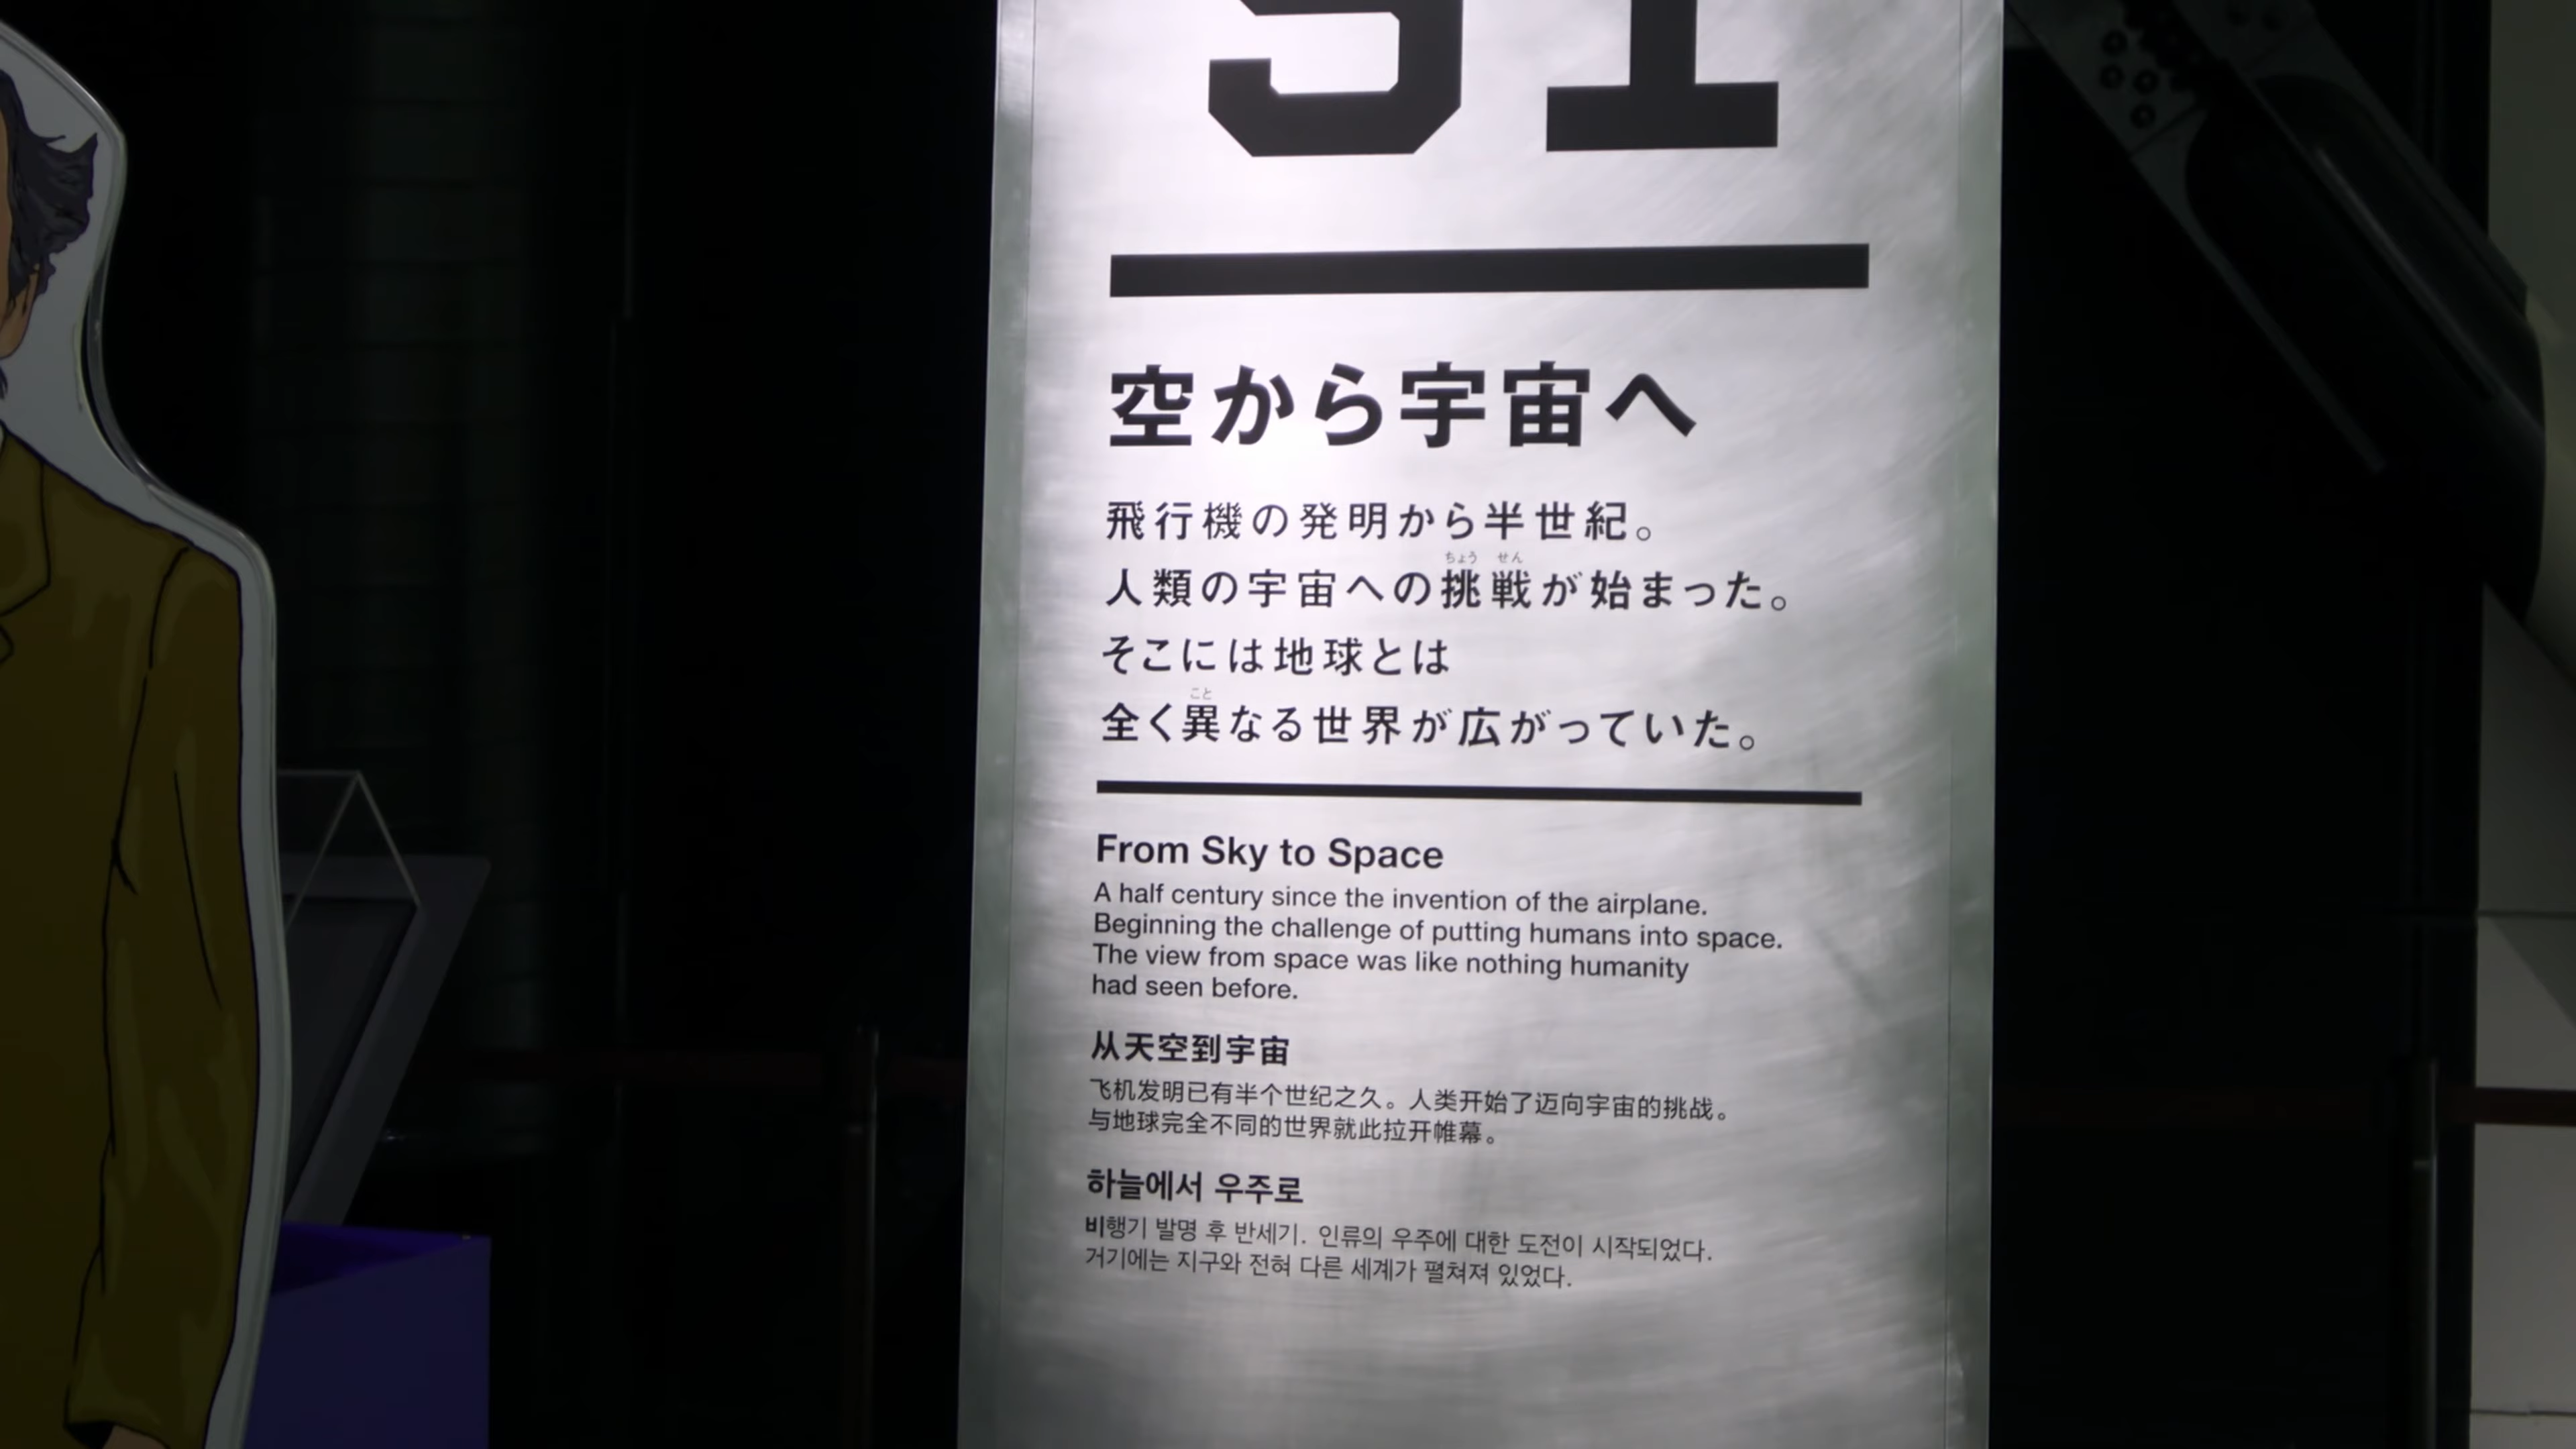 空から宇宙へ
飛行機の発明から半世紀。
人類の宇宙への挑戦が始まった。
ちょう せん
そこには地球とは
全く異なる世界が広がっていた。
こと
From Sky to Space
A half century since the invention of the airplane.
Beginning the challenge of putting humans into space.
The view from space was like nothing humanity
had seen before.
从天空到宇宙
飞机发明已有半个世纪之久。人类开始了迈向宇宙的挑战。
与地球完全不同的世界就此拉开帷幕。
하늘에서 우주로
비행기 발명 후 반세기. 인류의 우주에 대한 도전이 시작되었다.
거기에는 지구와 전혀 다른 세계가 펼쳐져 있었다.